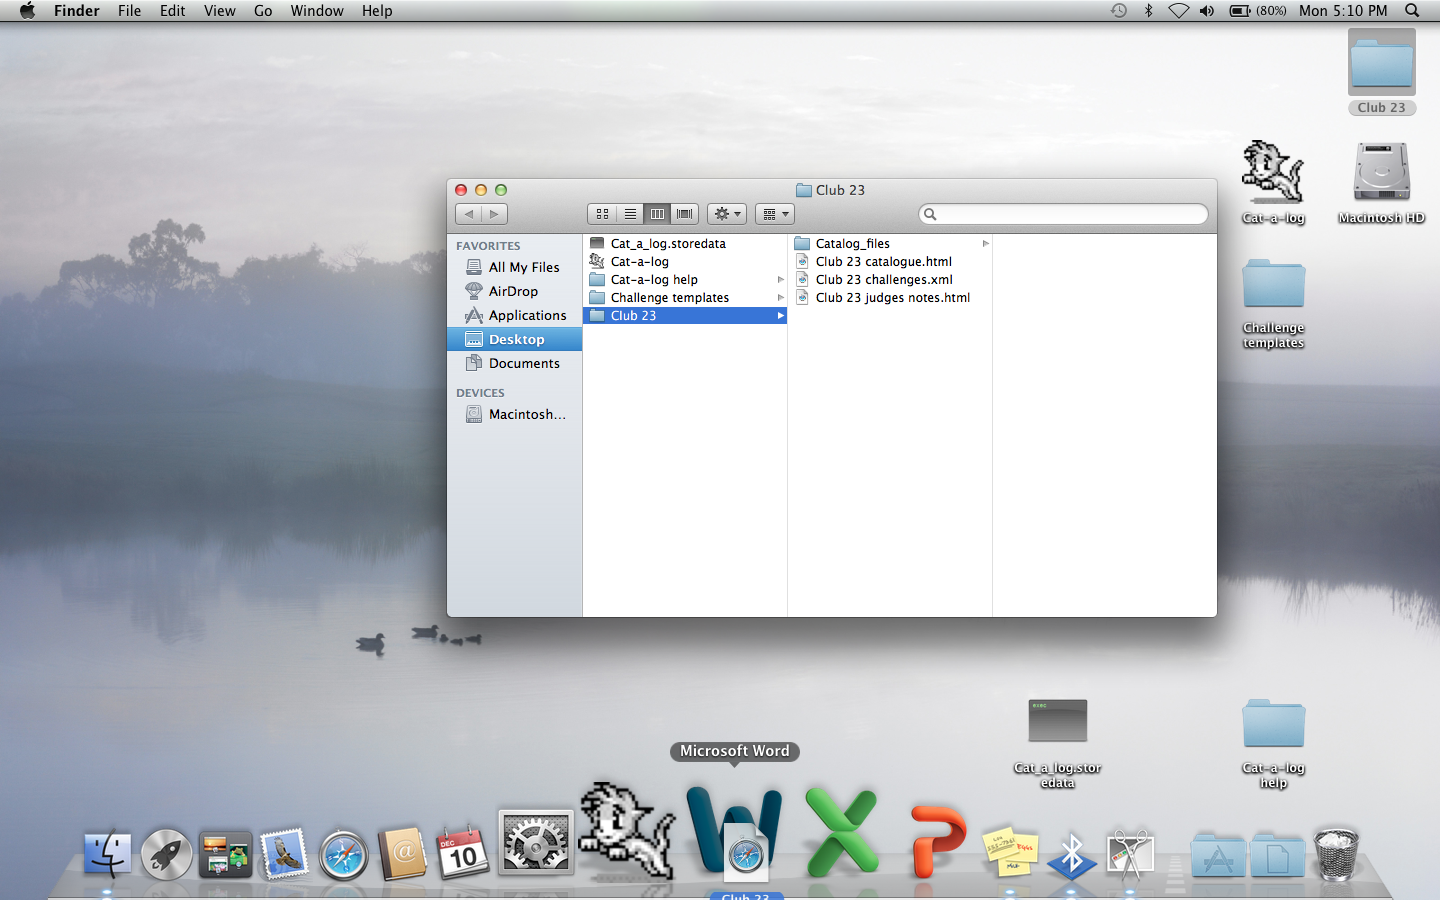 Finder File Edit View Go Window Help
(80%) Mon 5:10 PM
Club 23
Cat-a-log
Macintosh HD
Challenge
templates
Club 23
FAVORITES
All My Files
AirDrop
Applications
Desktop
Documents
DEVICES
Macintosh...
Cat_a_log.storedata
Cat-a-log
Cat-a-log help
Challenge templates
Club 23
Catalog_files
Club 23 catalogue.html
Club 23 challenges.xml
Club 23 judges notes.html
exec
Cat_a_log.stor
edata
Cat-a-log
help
Microsoft Word
DEC
10
Club 23